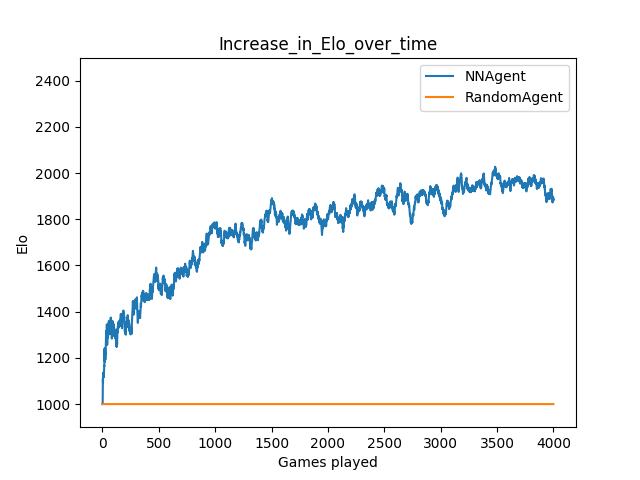 Increase_in_Elo_over_time
NNAgent
RandomAgent
2400
2200
2000
1800
1600
1400
1200
1000
Elo
0 500 1000 1500 2000 2500 3000 3500 4000
Games played